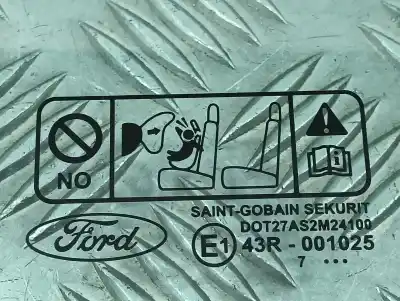 NO
SAINT-GOBAIN SEKURIT
DOT27AS2M24100
Ford
E1
43R - 001025
7 ...